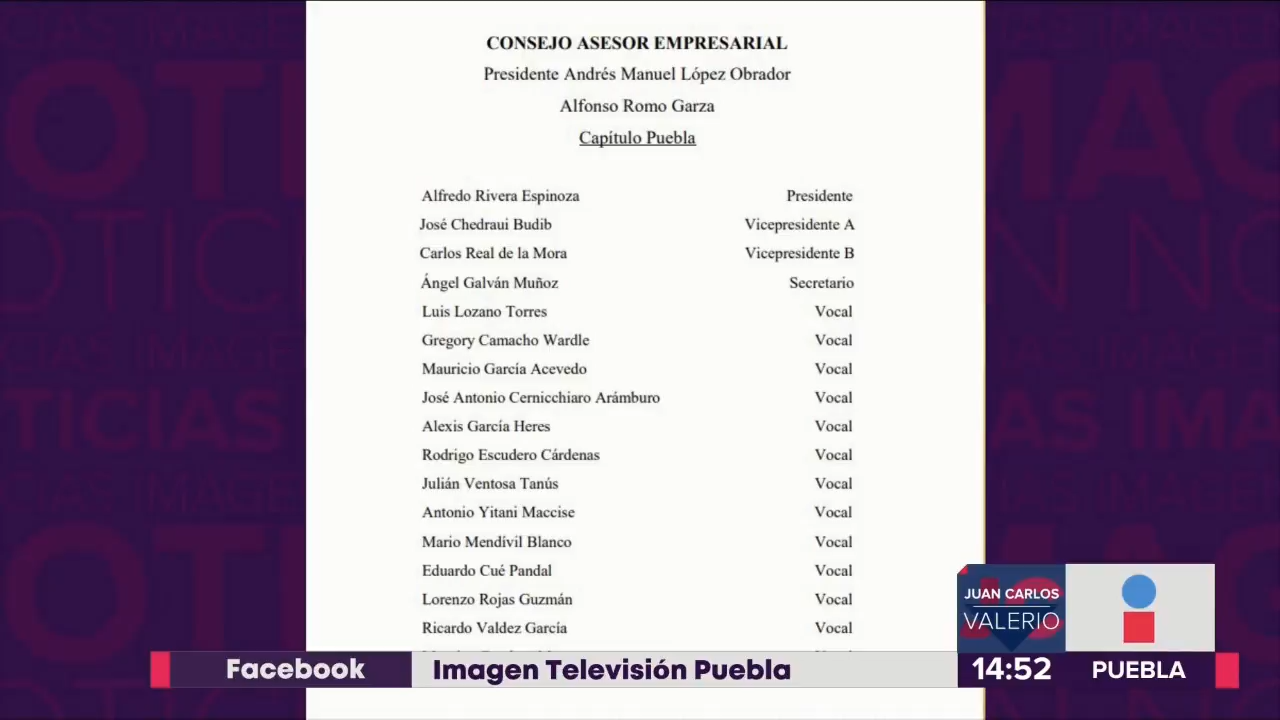 CONSEJO ASESOR EMPRESARIAL
Presidente Andrés Manuel López Obrador
Alfonso Romo Garza
Capítulo Puebla
Alfredo Rivera Espinoza Presidente
José Chedraui Budib Vicepresidente A
Carlos Real de la Mora Vicepresidente B
Ángel Galván Muñoz Secretario
Luis Lozano Torres Vocal
Gregory Camacho Wardle Vocal
Mauricio García Acevedo Vocal
José Antonio Cernicchiaro Arámburo Vocal
Alexis García Heres Vocal
Rodrigo Escudero Cárdenas Vocal
Julián Ventosa Tanús Vocal
Antonio Yitani Maccise Vocal
Mario Mendívil Blanco Vocal
Eduardo Cué Pandal Vocal
Lorenzo Rojas Guzmán Vocal
Ricardo Valdez García Vocal
JUAN CARLOS
VALERIO
Facebook Imagen Televisión Puebla 14:52 PUEBLA